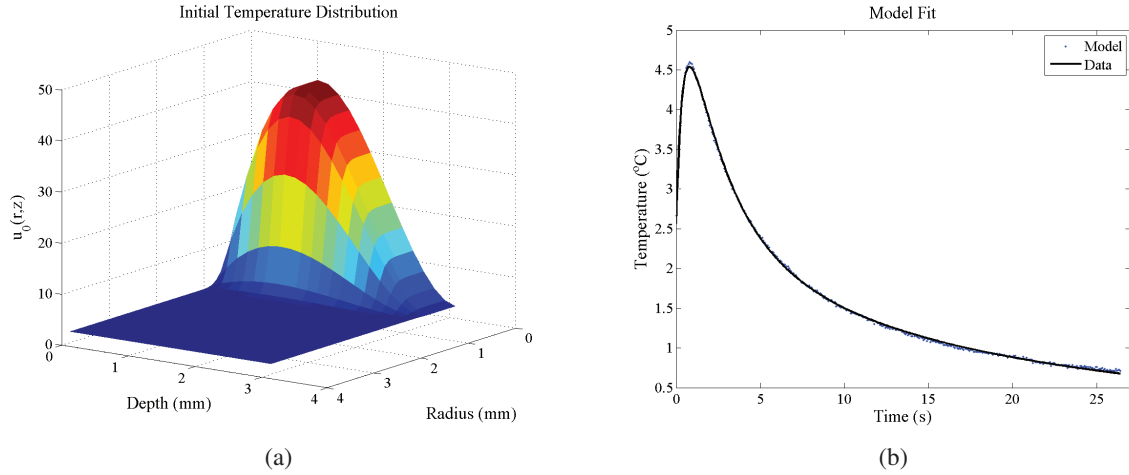 Initial Temperature Distribution
50
40
30
20
10
0
u0(r,z)
0
1
2
3
4
Depth (mm)
4
3
2
1
0
Radius (mm)
(a)
Model Fit
5
4.5
4
3.5
3
2.5
2
1.5
1
0.5
Temperature (°C)
0
5
10
15
20
25
Time (s)
Model
Data
(b)